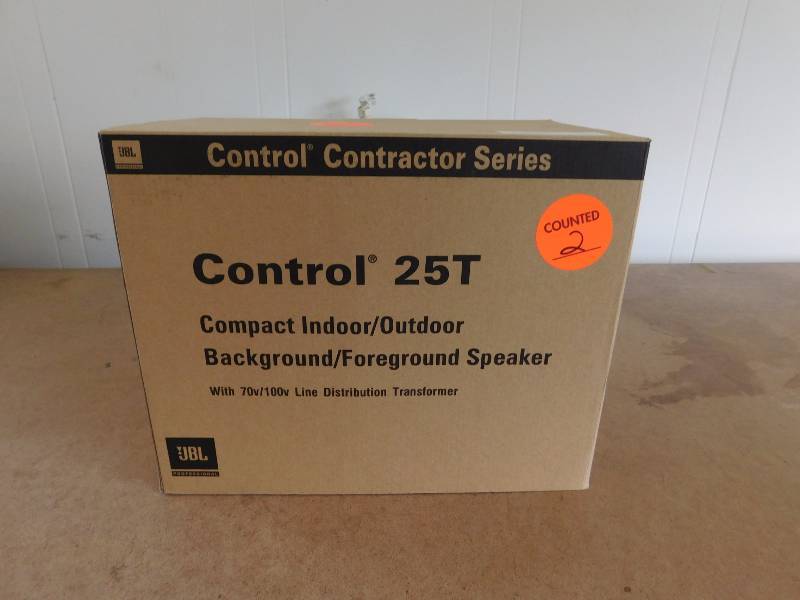 JBL
Control® Contractor Series
COUNTED
2
Control® 25T
Compact Indoor/Outdoor
Background/Foreground Speaker
With 70v/100v Line Distribution Transformer
JBL
PROFESSIONAL